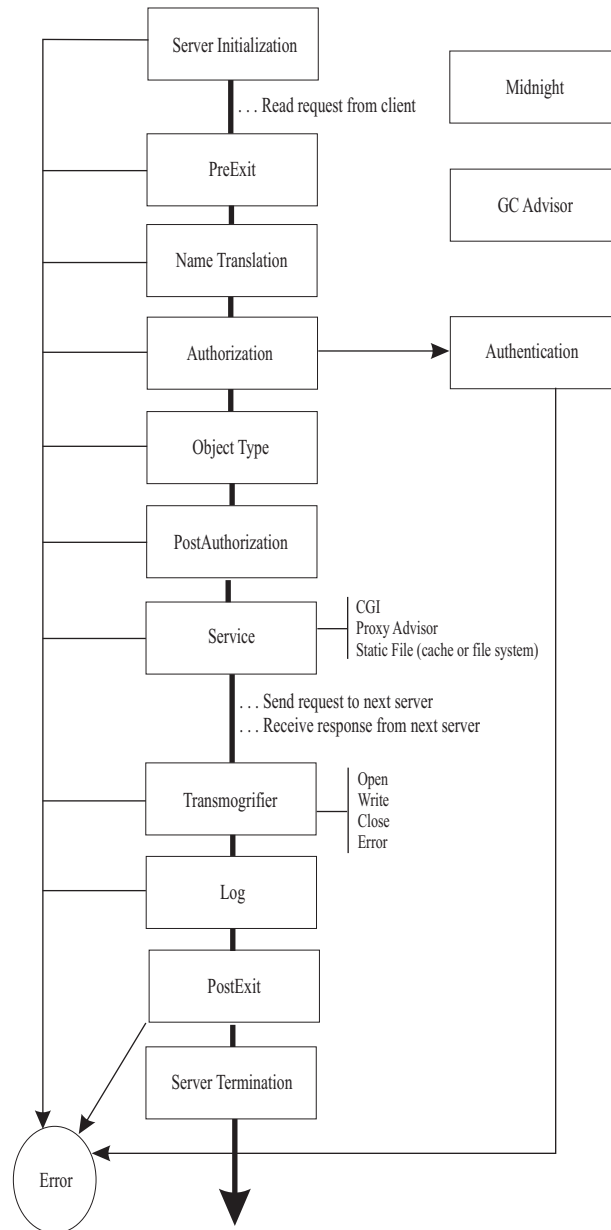 Server Initialization
Midnight
. . . Read request from client
PreExit
GC Advisor
Name Translation
Authorization
Authentication
Object Type
PostAuthorization
Service
CGI
Proxy Advisor
Static File (cache or file system)
. . . Send request to next server
. . . Receive response from next server
Transmogrifier
Open
Write
Close
Error
Log
PostExit
Server Termination
Error